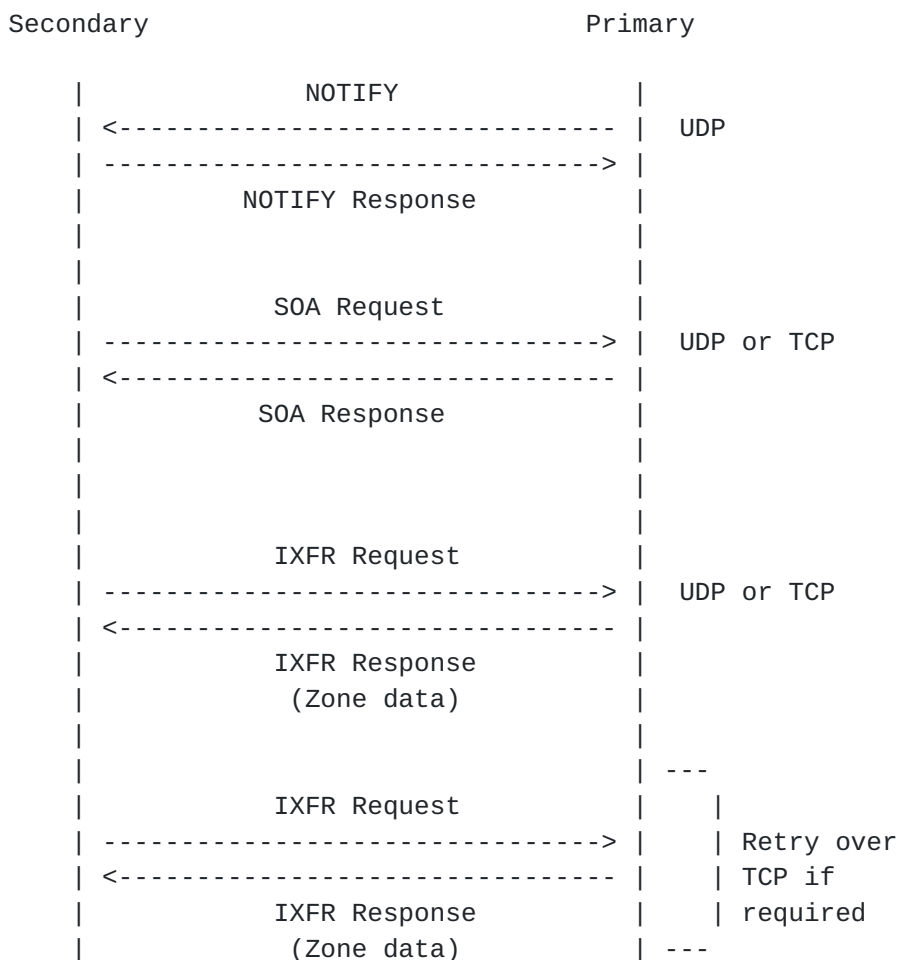 Secondary Primary
NOTIFY
UDP
NOTIFY Response
SOA Request
UDP or TCP
SOA Response
IXFR Request
UDP or TCP
IXFR Response
(Zone data)
IXFR Request
Retry over
TCP if
IXFR Response required
(Zone data)